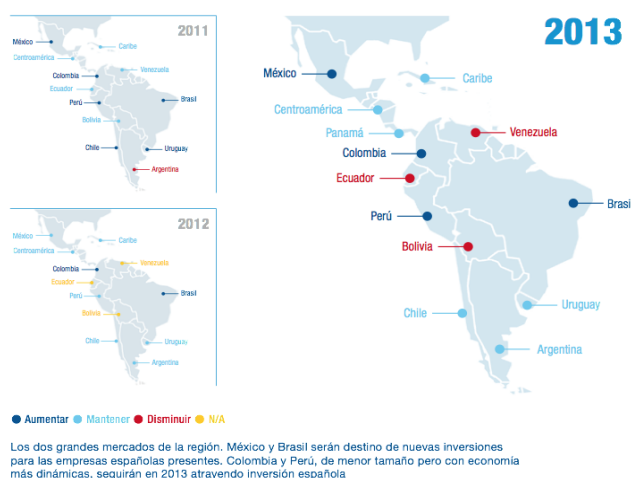 2011
México
Caribe
Centroamérica
Venezuela
Colombia
Ecuador
Perú
Brasil
Bolivia
Chile
Uruguay
Argentina
2012
México
Caribe
Centroamérica
Venezuela
Colombia
Ecuador
Perú
Brasil
Bolivia
Chile
Uruguay
Argentina
2013
México
Caribe
Centroamérica
Panamá
Venezuela
Colombia
Ecuador
Brasi
Perú
Bolivia
Chile
Uruguay
Argentina
Aumentar Mantener Disminuir N/A
Los dos grandes mercados de la región. México y Brasil serán destino de nuevas inversiones
para las empresas españolas presentes. Colombia y Perú, de menor tamaño pero con economía
más dinámicas, seguirán en 2013 atrayendo inversión española